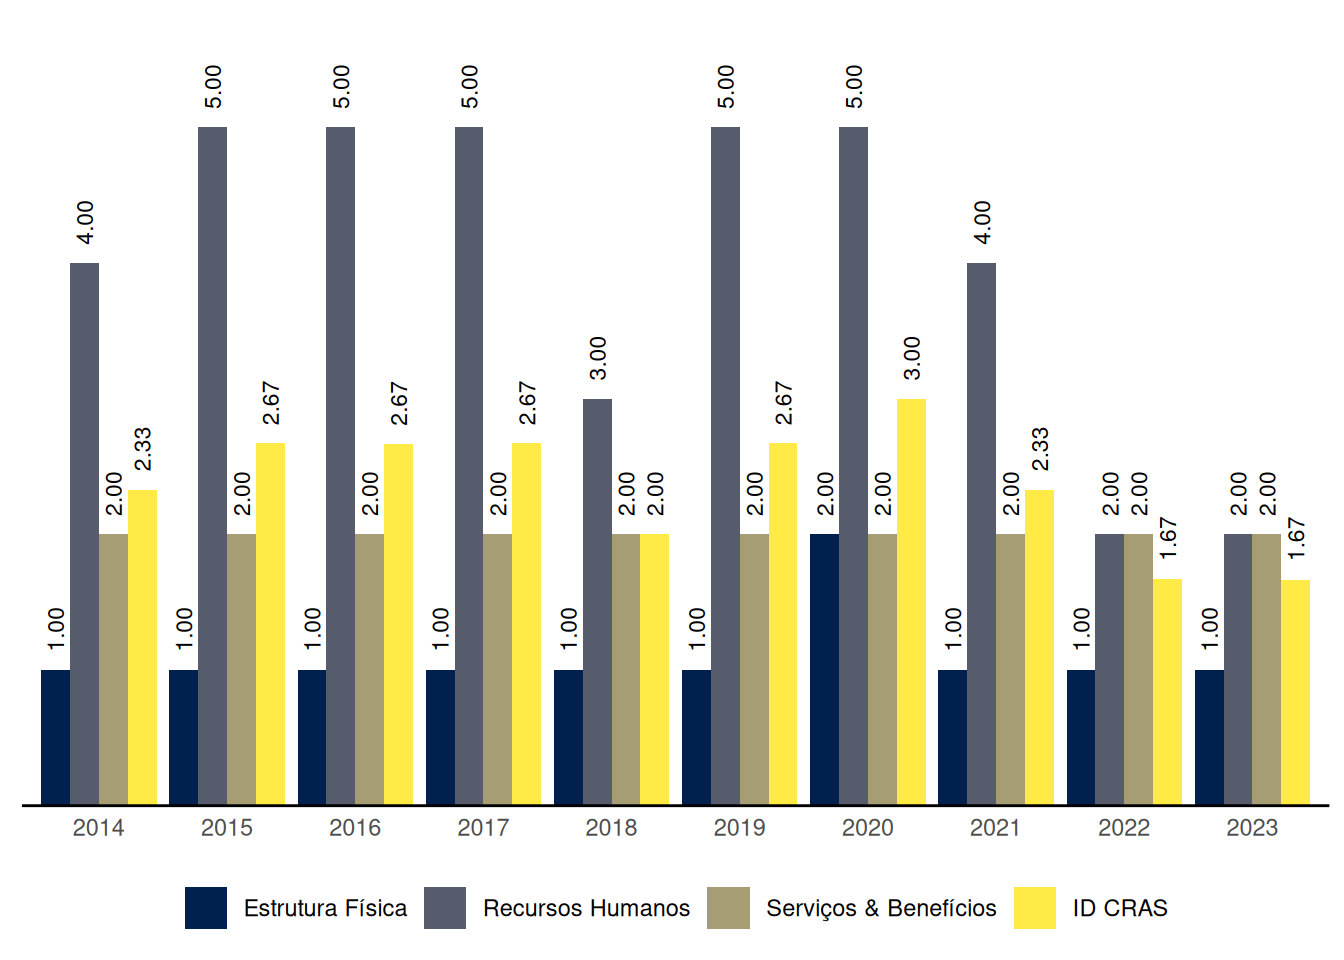 5.00 5.00 5.00 5.00 5.00
4.00 4.00
3.00 3.00
2.67 2.67 2.67 2.67
2.33 2.33
2.00 2.00 2.00 2.00 2.00 2.00 2.00 2.00 2.00 2.00 2.00 2.00 2.00 2.00
1.67 1.67
1.00 1.00 1.00 1.00 1.00 1.00 1.00 1.00 1.00
2014 2015 2016 2017 2018 2019 2020 2021 2022 2023
Estrutura Física Recursos Humanos Serviços & Benefícios ID CRAS